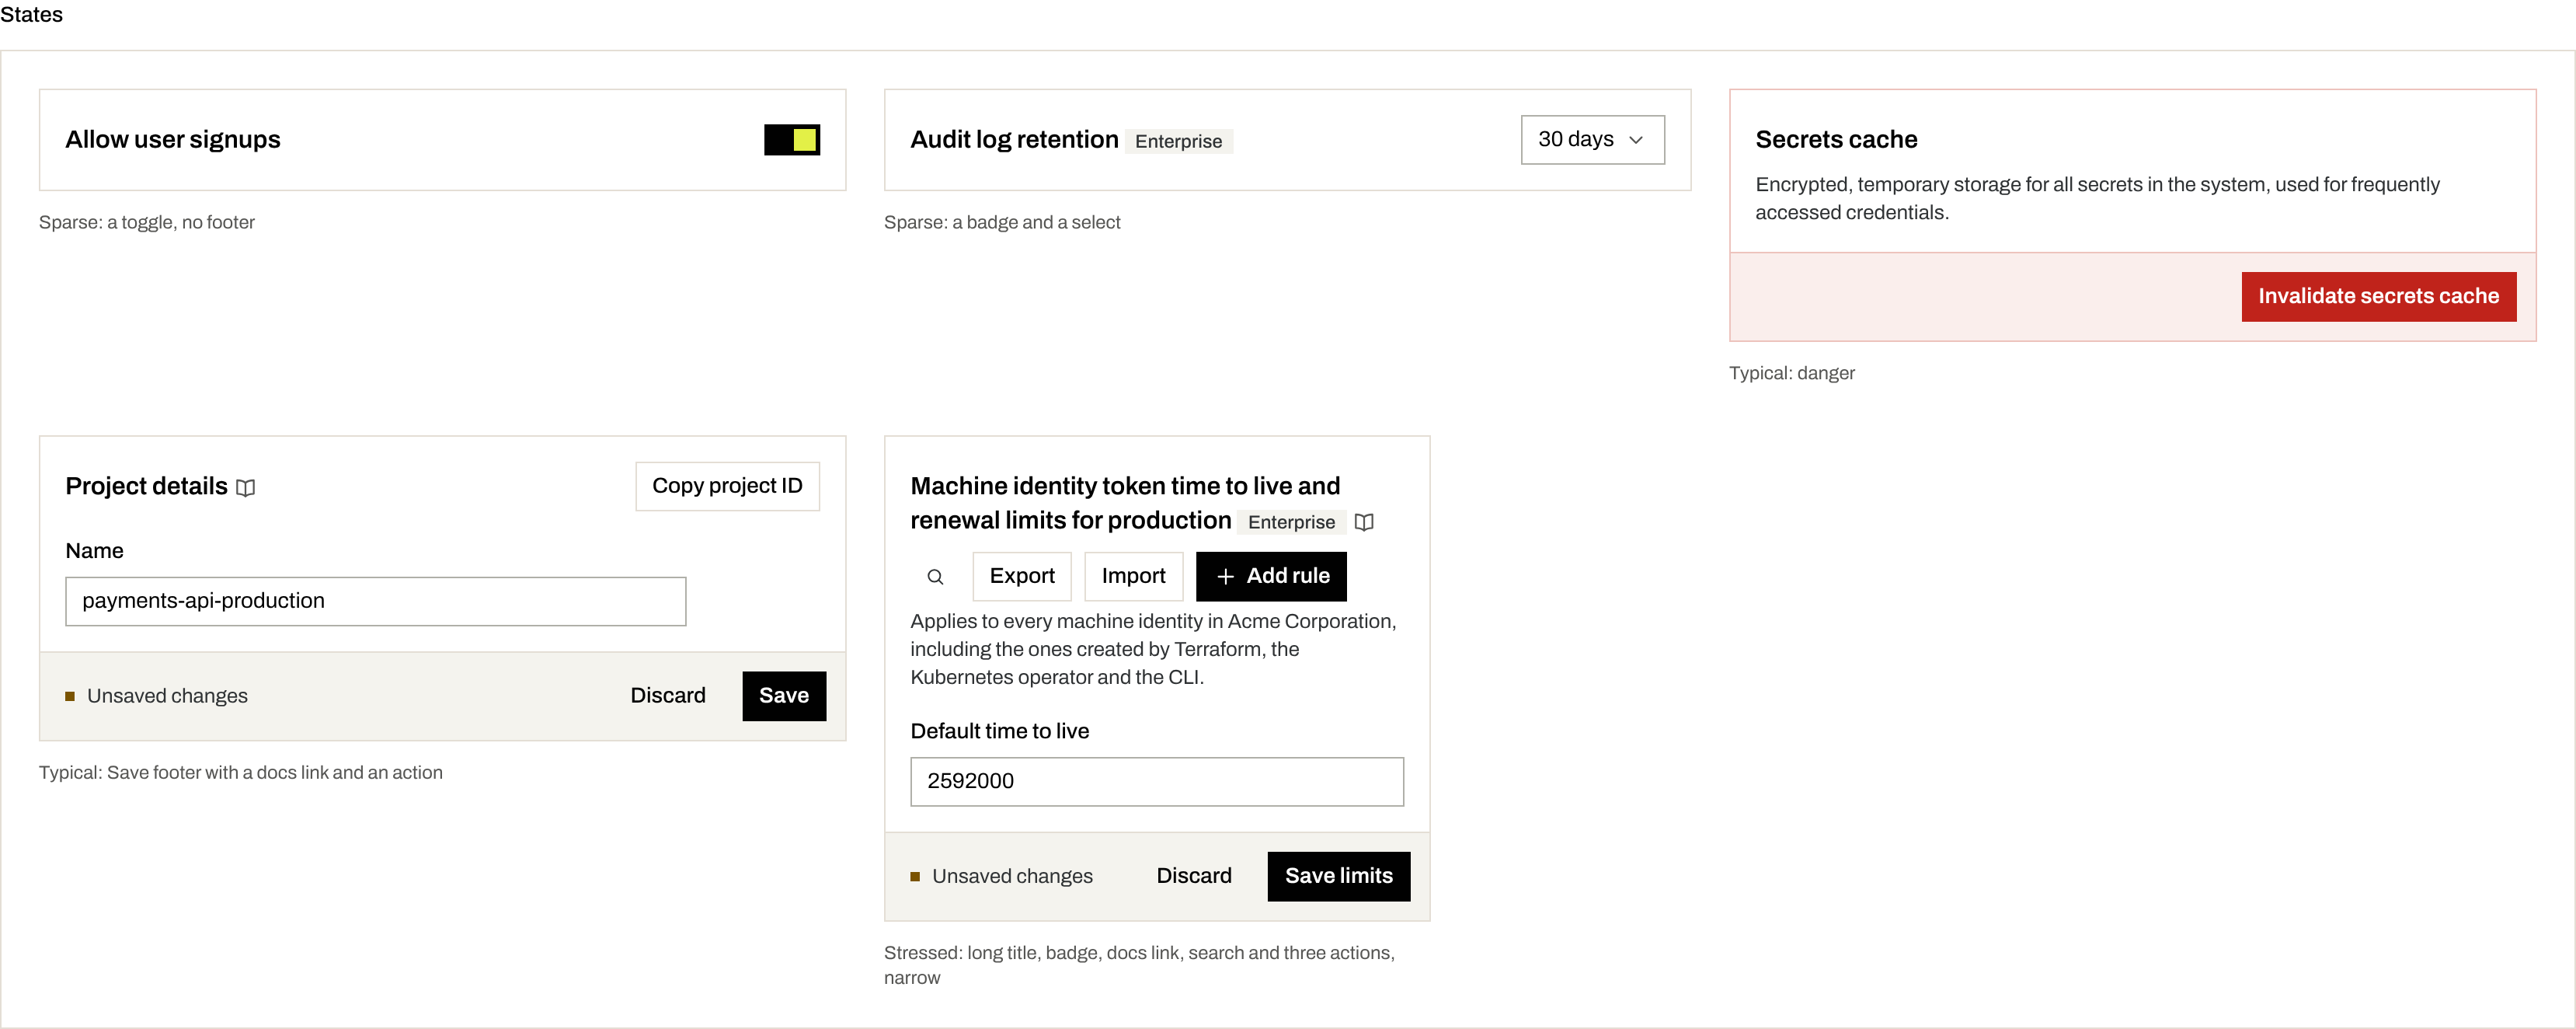 States
Allow user signups
Sparse: a toggle, no footer
Audit log retention Enterprise
30 days
Sparse: a badge and a select
Secrets cache
Encrypted, temporary storage for all secrets in the system, used for frequently
accessed credentials.
Invalidate secrets cache
Typical: danger
Project details
Copy project ID
Name
payments-api-production
Unsaved changes
Discard
Save
Typical: Save footer with a docs link and an action
Machine identity token time to live and
renewal limits for production Enterprise
Export
Import
Add rule
Applies to every machine identity in Acme Corporation,
including the ones created by Terraform, the
Kubernetes operator and the CLI.
Default time to live
2592000
Unsaved changes
Discard
Save limits
Stressed: long title, badge, docs link, search and three actions,
narrow